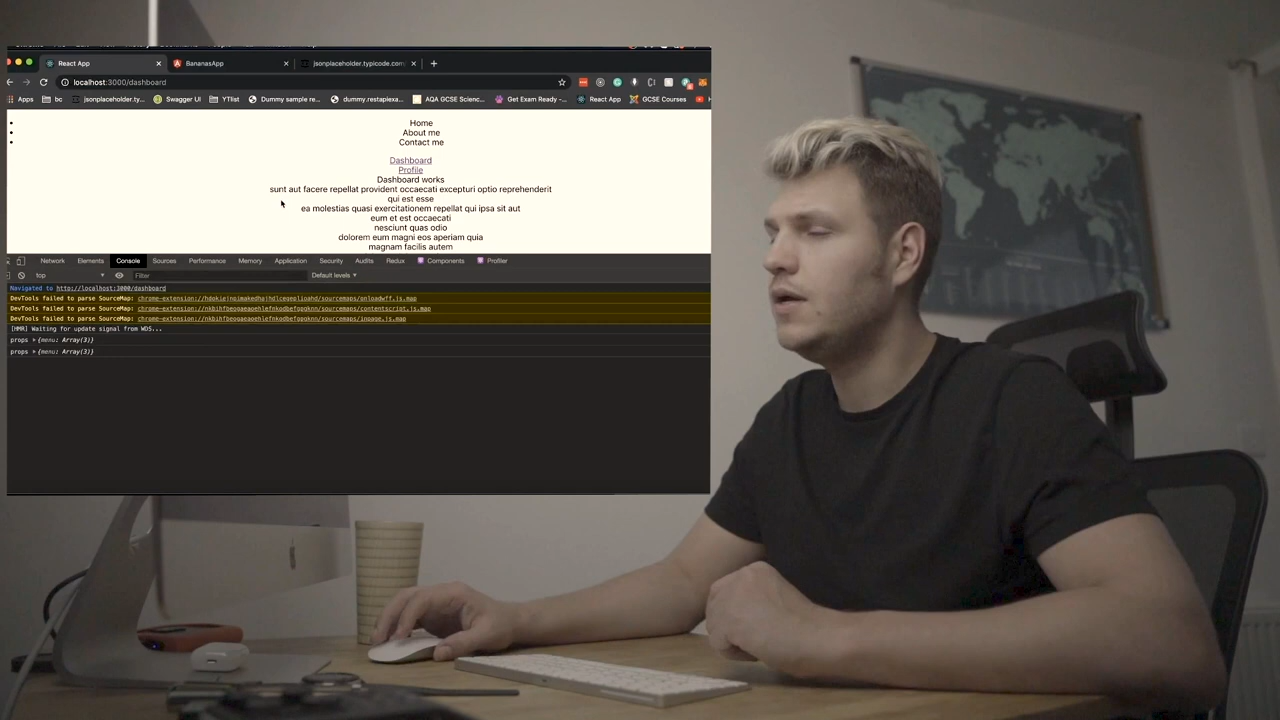 React App
BananasApp
jsonplaceholder.typicode.com
localhost:3000/dashboard
Apps bc jsonplaceholder.ty... Swagger UI YTlist Dummy sample re... dummy.restapiexa... AQA GCSE Scienc... Get Exam Ready -... React App GCSE Courses
Home
About me
Contact me
Dashboard
Profile
Dashboard works
sunt aut facere repellat provident occaecati excepturi optio reprehenderit
qui est esse
ea molestias quasi exercitationem repellat qui ipsa sit aut
eum et est occaecati
nesciunt quas odio
dolorem eum magni eos aperiam quia
magnam facilis autem
Network Elements Console Sources Performance Memory Application Security Audits Redux Components Profiler
top Filter Default levels
Navigated to http://localhost:3000/dashboard
DevTools failed to parse SourceMap: chrome-extension://
DevTools failed to parse SourceMap: chrome-extension://
DevTools failed to parse SourceMap: chrome-extension://
[HMR] Waiting for update signal from WDS...
props {menu: Array(3)}
props {menu: Array(3)}